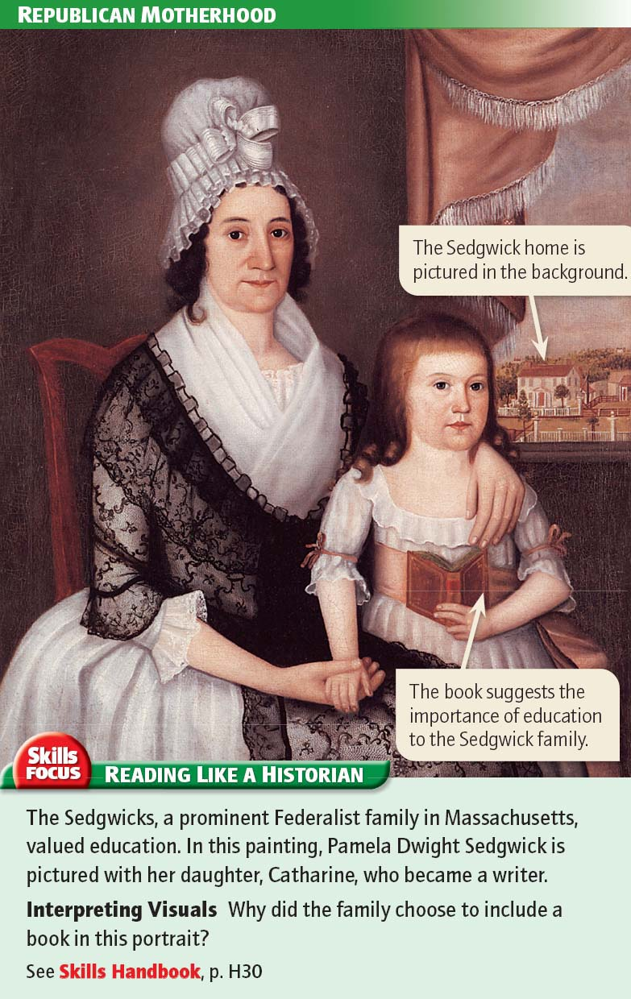 REPUBLICAN MOTHERHOOD
The Sedgwick home is
pictured in the background.
The book suggests the
importance of education
to the Sedgwick family.
Skills
FOCUS
READING LIKE A HISTORIAN
The Sedgwicks, a prominent Federalist family in Massachusetts,
valued education. In this painting, Pamela Dwight Sedgwick is
pictured with her daughter, Catharine, who became a writer.
Interpreting Visuals Why did the family choose to include a
book in this portrait?
See Skills Handbook, p. H30